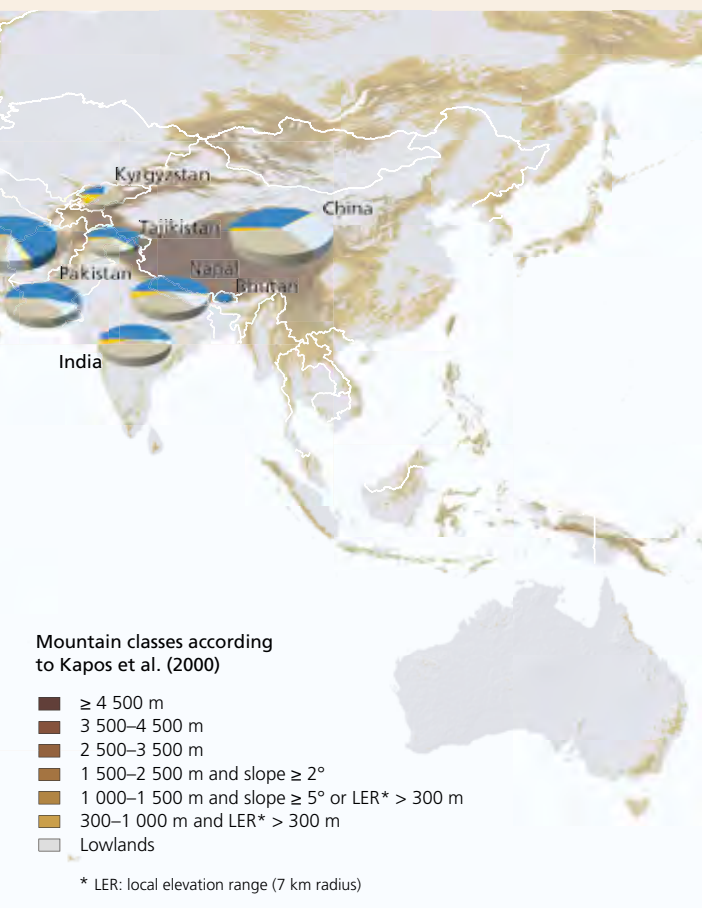 Kyrgyzstan
China
Tajikistan
Pakistan
Nepal
Bhutan
India
Mountain classes according
to Kapos et al. (2000)
≥ 4 500 m
3 500–4 500 m
2 500–3 500 m
1 500–2 500 m and slope ≥ 2°
1 000–1 500 m and slope ≥ 5° or LER* > 300 m
300–1 000 m and LER* > 300 m
Lowlands
* LER: local elevation range (7 km radius)